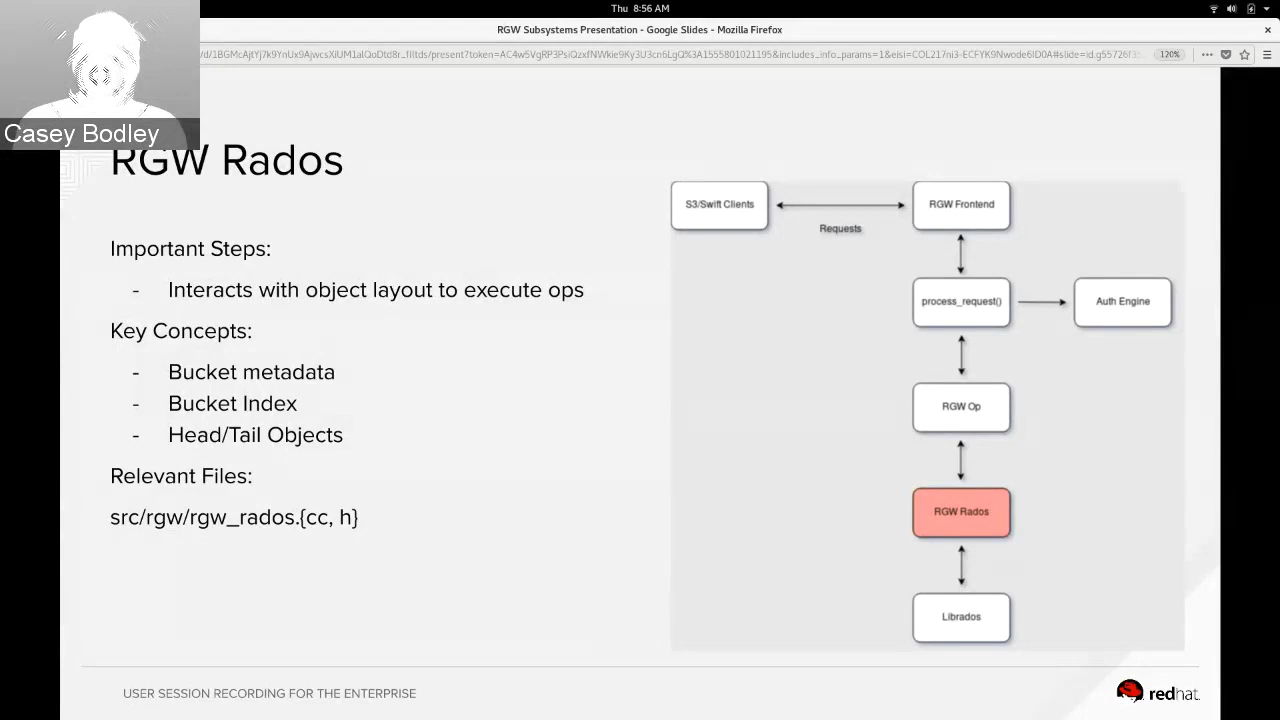 Thu 8:56 AM
RGW Subsystems Presentation - Google Slides - Mozilla Firefox
120%
Casey Bodley
RGW Rados
Important Steps:
- Interacts with object layout to execute ops
Key Concepts:
- Bucket metadata
- Bucket Index
- Head/Tail Objects
Relevant Files:
src/rgw/rgw_rados.{cc, h}
S3/Swift Clients
Requests
RGW Frontend
process_request()
Auth Engine
RGW Op
RGW Rados
Librados
USER SESSION RECORDING FOR THE ENTERPRISE
redhat.